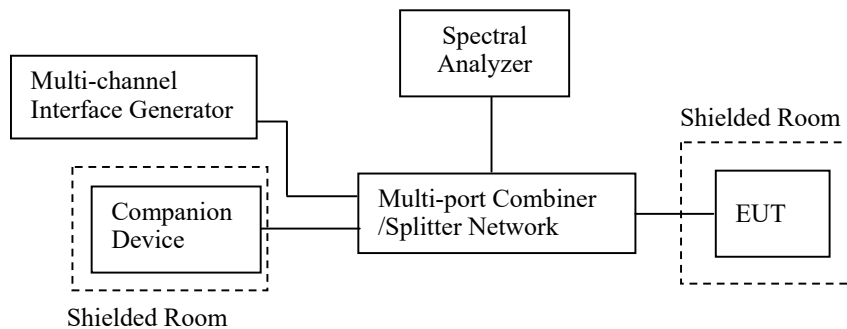 Spectral
Analyzer
Multi-channel
Interface Generator
Shielded Room
Companion
Device
Multi-port Combiner
/Splitter Network
EUT
Shielded Room